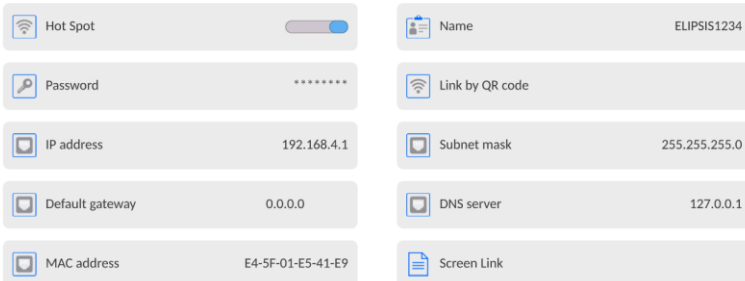 Hot Spot
Name ELIPSIS1234
Password ********
Link by QR code
IP address 192.168.4.1
Subnet mask 255.255.255.0
Default gateway 0.0.0.0
DNS server 127.0.0.1
MAC address E4-5F-01-E5-41-E9
Screen Link